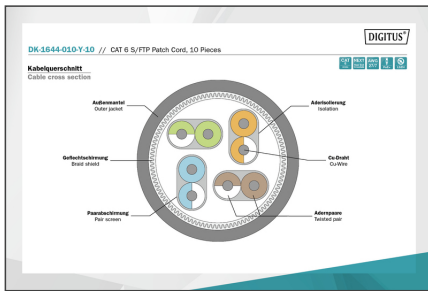 DIGITUS®
DK-1644-010-Y-10 // CAT 6 S/FTP Patch Cord, 10 Pieces
Kabelquerschnitt
Cable cross section
Außenmantel
Outer jacket
Aderisolierung
Isolation
Geflechtschirmung
Braid shield
Cu-Draht
Cu-Wire
Paarabschirmung
Pair screen
Adernpaare
Twisted pair